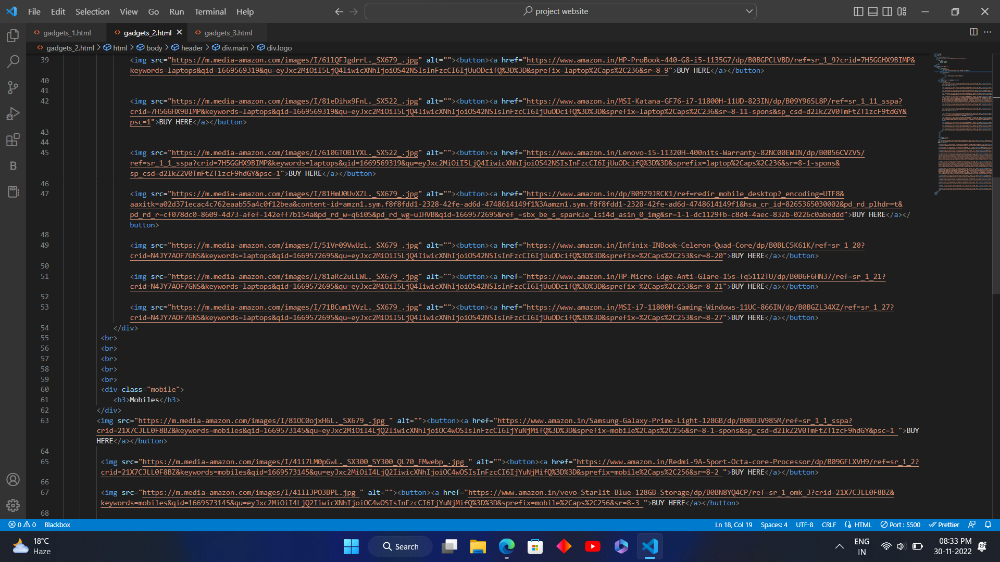 File Edit Selection View Go Run Terminal Help
project website
gadgets_1.html
gadgets_2.html
gadgets_3.html
gadgets_2.html > html > body > header > div.main > div.logo
39 <img src="https://m.media-amazon.com/images/I/61lQFJgdrrL._SX679_.jpg" alt=""><button><a href="https://www.amazon.in/HP-ProBook-440-G8-i5-1135G7/dp/B0BGPCLVBD/ref=sr_1_9?crid=7H5GGHX9BIMP&
keywords=laptops&qid=1669569319&qu=eyJxc2MiOiI5LjQ4IiwicXNhIjoiOS42NSIsInFzcCI6IjUuODcifQ%3D%3D&sprefix=laptop%2Caps%2C236&sr=8-9">BUY HERE</a></button>
40
41
42 <img src="https://m.media-amazon.com/images/I/81eDihx9FnL._SX522_.jpg" alt=""><button><a href="https://www.amazon.in/MSI-Katana-GF76-i7-11800H-11UD-823IN/dp/B09Y96SL8P/ref=sr_1_11_sspa?
crid=7H5GGHX9BIMP&keywords=laptops&qid=1669569319&qu=eyJxc2MiOiI5LjQ4IiwicXNhIjoiOS42NSIsInFzcCI6IjUuODcifQ%3D%3D&sprefix=laptop%2Caps%2C236&sr=8-11-spons&sp_csd=d2lkZ2V0TmFtZT1zcF9tdGY&
psc=1">BUY HERE</a></button>
43
44
45 <img src="https://m.media-amazon.com/images/I/610GTOBlYXL._SX522_.jpg" alt=""><button><a href="https://www.amazon.in/Lenovo-i5-11320H-400nits-Warranty-82NC00EWIN/dp/B0B56CVZVS/
ref=sr_1_1_sspa?crid=7H5GGHX9BIMP&keywords=laptops&qid=1669569319&qu=eyJxc2MiOiI5LjQ4IiwicXNhIjoiOS42NSIsInFzcCI6IjUuODcifQ%3D%3D&sprefix=laptop%2Caps%2C236&sr=8-1-spons&
sp_csd=d2lkZ2V0TmFtZT1zcF9hdGY&psc=1">BUY HERE</a></button>
46
47 <img src="https://m.media-amazon.com/images/I/81HmU0UvXZL._SX679_.jpg" alt=""><button><a href="https://www.amazon.in/dp/B09Z9JRCK1/ref=redir_mobile_desktop?_encoding=UTF8&
aaxitk=a02d371ecac4c762eaab55a4c0f12bea&content-id=amzn1.sym.f8f8fdd1-2328-42fe-ad6d-4748614149f1%3Aamzn1.sym.f8f8fdd1-2328-42fe-ad6d-4748614149f1&hsa_cr_id=8265365030002&pd_rd_plhdr=t&
pd_rd_r=cf078dc0-8609-4d73-afef-142eff7b154a&pd_rd_w=q6i0S&pd_rd_wg=uIHVB&qid=1669572695&ref_=sbx_be_s_sparkle_lsi4d_asin_0_img&sr=1-1-dc1129fb-c8d4-4aec-832b-0226c0abeddd">BUY HERE</a></
button>
48
49 <img src="https://m.media-amazon.com/images/I/51Vr09VwUzL._SX679_.jpg" alt=""><button><a href="https://www.amazon.in/Infinix-INBook-Celeron-Quad-Core/dp/B0BLC5K61K/ref=sr_1_20?
crid=N4JY7AOF7GNS&keywords=laptops&qid=1669572695&qu=eyJxc2MiOiI5LjQ4IiwicXNhIjoiOS42NSIsInFzcCI6IjUuODcifQ%3D%3D&sprefix=%2Caps%2C253&sr=8-20">BUY HERE</a></button>
50
51 <img src="https://m.media-amazon.com/images/I/81aRc2uLLWL._SX679_.jpg" alt=""><button><a href="https://www.amazon.in/HP-Micro-Edge-Anti-Glare-15s-fq5112TU/dp/B0B6F6HN37/ref=sr_1_21?
crid=N4JY7AOF7GNS&keywords=laptops&qid=1669572695&qu=eyJxc2MiOiI5LjQ4IiwicXNhIjoiOS42NSIsInFzcCI6IjUuODcifQ%3D%3D&sprefix=%2Caps%2C253&sr=8-21">BUY HERE</a></button>
52
53 <img src="https://m.media-amazon.com/images/I/71BCum1YVzL._SX679_.jpg" alt=""><button><a href="https://www.amazon.in/MSI-i7-11800H-Gaming-Windows-11UC-866IN/dp/B0BGZL34XZ/ref=sr_1_27?
crid=N4JY7AOF7GNS&keywords=laptops&qid=1669572695&qu=eyJxc2MiOiI5LjQ4IiwicXNhIjoiOS42NSIsInFzcCI6IjUuODcifQ%3D%3D&sprefix=%2Caps%2C253&sr=8-27">BUY HERE</a></button>
54 </div>
55 <br>
56 <br>
57 <br>
58 <br>
59 <br>
60 <div class="mobile">
61 <h3>Mobiles</h3>
62 </div>
63 <img src="https://m.media-amazon.com/images/I/81OC0ojxH6L._SX679_.jpg " alt=""><button><a href="https://www.amazon.in/Samsung-Galaxy-Prime-Light-128GB/dp/B0BD3V985M/ref=sr_1_1_sspa?
crid=21X7CJLL0F8BZ&keywords=mobiles&qid=1669573145&qu=eyJxc2MiOiI4LjQ2IiwicXNhIjoiOC4wOSIsInFzcCI6IjYuNjMifQ%3D%3D&sprefix=mobile%2Caps%2C256&sr=8-1-spons&sp_csd=d2lkZ2V0TmFtZT1zcF9hdGY&psc=1 ">BUY
HERE</a></button>
64
65 <img src="https://m.media-amazon.com/images/I/41i7LM0pGwL._SX300_SY300_QL70_FMwebp_.jpg " alt=""><button><a href="https://www.amazon.in/Redmi-9A-Sport-Octa-core-Processor/dp/B09GFLXVH9/ref=sr_1_2?
crid=21X7CJLL0F8BZ&keywords=mobiles&qid=1669573145&qu=eyJxc2MiOiI4LjQ2IiwicXNhIjoiOC4wOSIsInFzcCI6IjYuNjMifQ%3D%3D&sprefix=mobile%2Caps%2C256&sr=8-2 ">BUY HERE</a></button>
66
67 <img src="https://m.media-amazon.com/images/I/41llJPO3BPL.jpg " alt=""><button><a href="https://www.amazon.in/vevo-Starlit-Blue-128GB-Storage/dp/B0BN8YQ4CP/ref=sr_1_omk_3?crid=21X7CJLL0F8BZ&
keywords=mobiles&qid=1669573145&qu=eyJxc2MiOiI4LjQ2IiwicXNhIjoiOC4wOSIsInFzcCI6IjYuNjMifQ%3D%3D&sprefix=mobile%2Caps%2C256&sr=8-3 ">BUY HERE</a></button>
68
0 0 Blackbox Ln 18, Col 19 Spaces: 4 UTF-8 CRLF HTML Port : 5500 Prettier
18°C
Haze
Search
ENG
IN
08:33 PM
30-11-2022